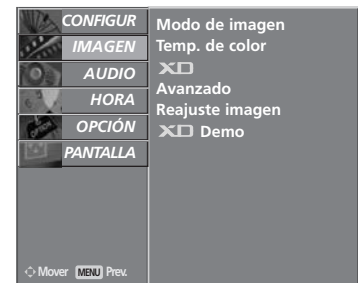 CONFIGUR
IMAGEN
AUDIO
HORA
OPCIÓN
PANTALLA
Mover MENU Prev.
Modo de imagen
Temp. de color
XD
Avanzado
Reajuste imagen
XD Demo